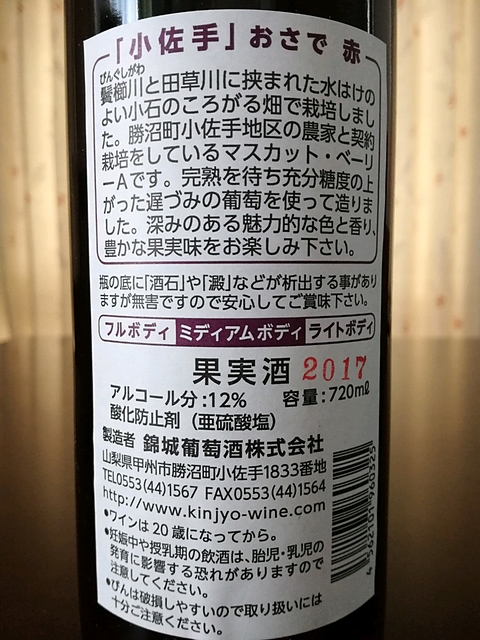 「小佐手」おさで 赤
びんぐしがわ
鬢櫛川と田草川に挟まれた水はけの
よい小石のころがる畑で栽培しまし
た。勝沼町小佐手地区の農家と契約
栽培をしているマスカット・ベーリ
ーAです。完熟を待ち充分糖度の上
がった遅づみの葡萄を使って造りま
した。深みのある魅力的な色と香り、
豊かな果実味をお楽しみ下さい。
瓶の底に「酒石」や「澱」などが析出する事があり
ますが無害ですので安心してご賞味下さい。
フルボディ ミディアムボディ ライトボディ
果実酒 2017
アルコール分:12% 容量:720mℓ
酸化防止剤（亜硫酸塩）
製造者 錦城葡萄酒株式会社
山梨県甲州市勝沼町小佐手1833番地
TEL0553(44)1567 FAX0553(44)1564
http://www.kinjyo-wine.com
●ワインは20歳になってから。
●妊娠中や授乳期の飲酒は、胎児・乳児の
発育に影響する恐れがありますので
注意してください。
●びんは破損しやすいので取り扱いには
十分ご注意ください。
4 582101 960325